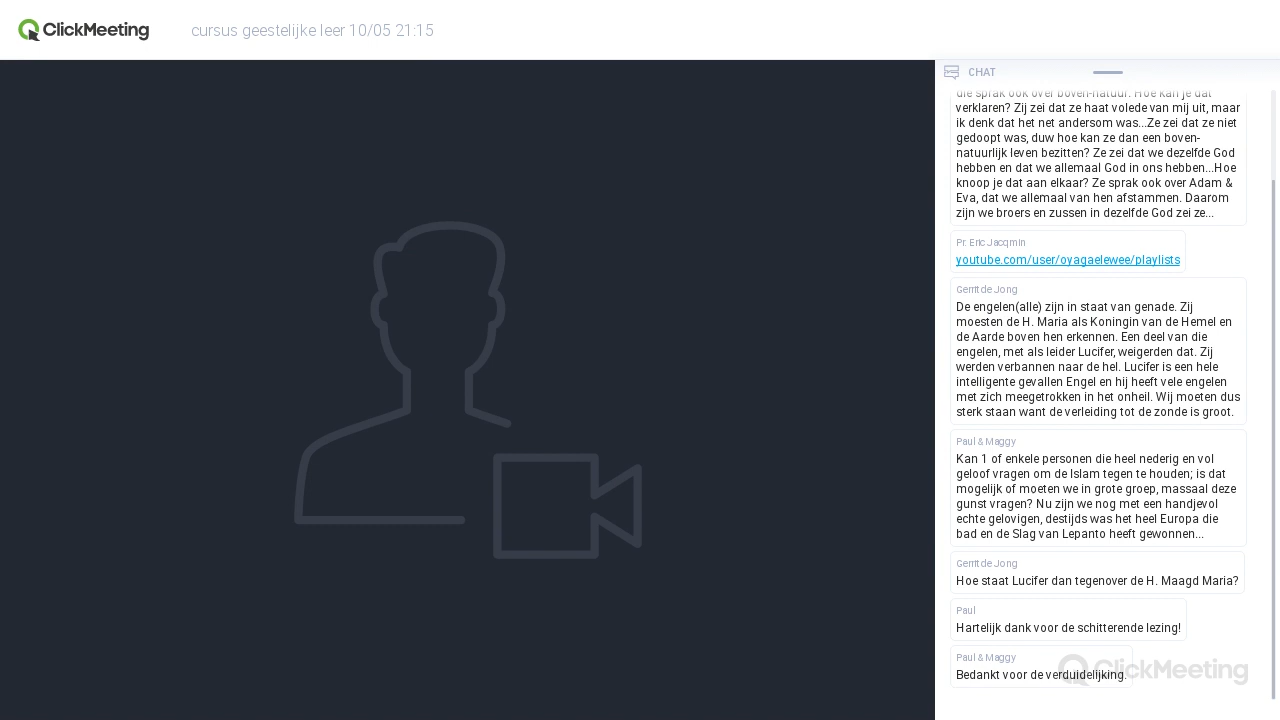 ClickMeeting
cursus geestelijke leer 10/05 21:15
CHAT
die sprak ook over boven-natuur. Hoe kan je dat
verklaren? Zij zei dat ze haat volede van mij uit, maar
ik denk dat het net andersom was...Ze zei dat ze niet
gedoopt was, duw hoe kan ze dan een boven-
natuurlijk leven bezitten? Ze zei dat we dezelfde God
hebben en dat we allemaal God in ons hebben...Hoe
knoop je dat aan elkaar? Ze sprak ook over Adam &
Eva, dat we allemaal van hen afstammen. Daarom
zijn we broers en zussen in dezelfde God zei ze...
Pr. Eric Jacqmin
youtube.com/user/oyagaelewee/playlists
Gerrit de Jong
De engelen(alle) zijn in staat van genade. Zij
moesten de H. Maria als Koningin van de Hemel en
de Aarde boven hen erkennen. Een deel van die
engelen, met als leider Lucifer, weigerden dat. Zij
werden verbannen naar de hel. Lucifer is een hele
intelligente gevallen Engel en hij heeft vele engelen
met zich meegetrokken in het onheil. Wij moeten dus
sterk staan want de verleiding tot de zonde is groot.
Paul & Maggy
Kan 1 of enkele personen die heel nederig en vol
geloof vragen om de Islam tegen te houden; is dat
mogelijk of moeten we in grote groep, massaal deze
gunst vragen? Nu zijn we nog met een handjevol
echte gelovigen, destijds was het heel Europa die
bad en de Slag van Lepanto heeft gewonnen...
Gerrit de Jong
Hoe staat Lucifer dan tegenover de H. Maagd Maria?
Paul
Hartelijk dank voor de schitterende lezing!
Paul & Maggy
Bedankt voor de verduidelijking.
ClickMeeting